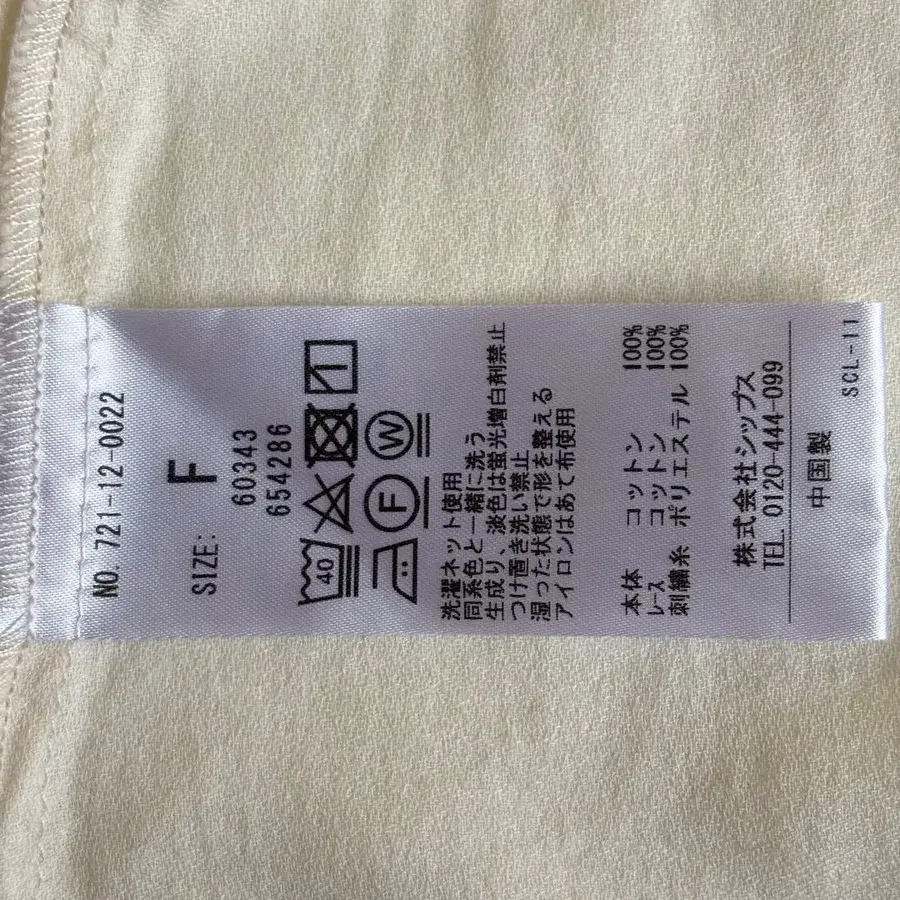 NO. 721-12-0022
SIZE: F
60343
654286
40
F W
洗濯ネット使用
同系色と一緒に洗う
生成り、淡色は蛍光増白剤禁止
つけ置き洗い禁止
湿った状態で形を整える
アイロンはあて布使用
本体 コットン 100%
レース コットン 100%
刺繍糸 ポリエステル 100%
株式会社シップス
TEL. 0120-444-099
中国製
SCL-11